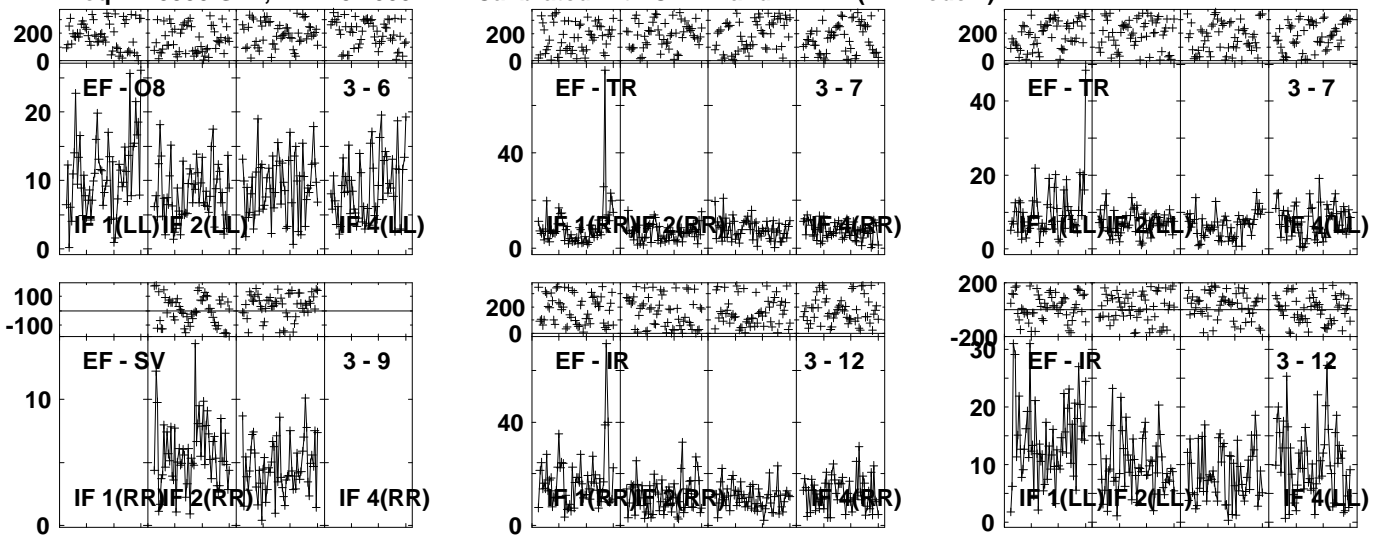 200 200 200
0 0 0
EF - O8 3 - 6 EF - TR 3 - 7 EF - TR 3 - 7
20 40 40
10 20
0 0 0
IF 1(LL) IF 2(LL) IF 4(LL) IF 1(RR) IF 2(RR) IF 4(RR) IF 1(LL) IF 2(LL) IF 4(LL)
100 200 200
-100 0 -200
EF - SV 3 - 9 EF - IR 3 - 12 EF - IR 3 - 12
30
10 40 20
10
0 0 0
IF 1(RR) IF 2(RR) IF 4(RR) IF 1(RR) IF 2(RR) IF 4(RR) IF 1(LL) IF 2(LL) IF 4(LL)